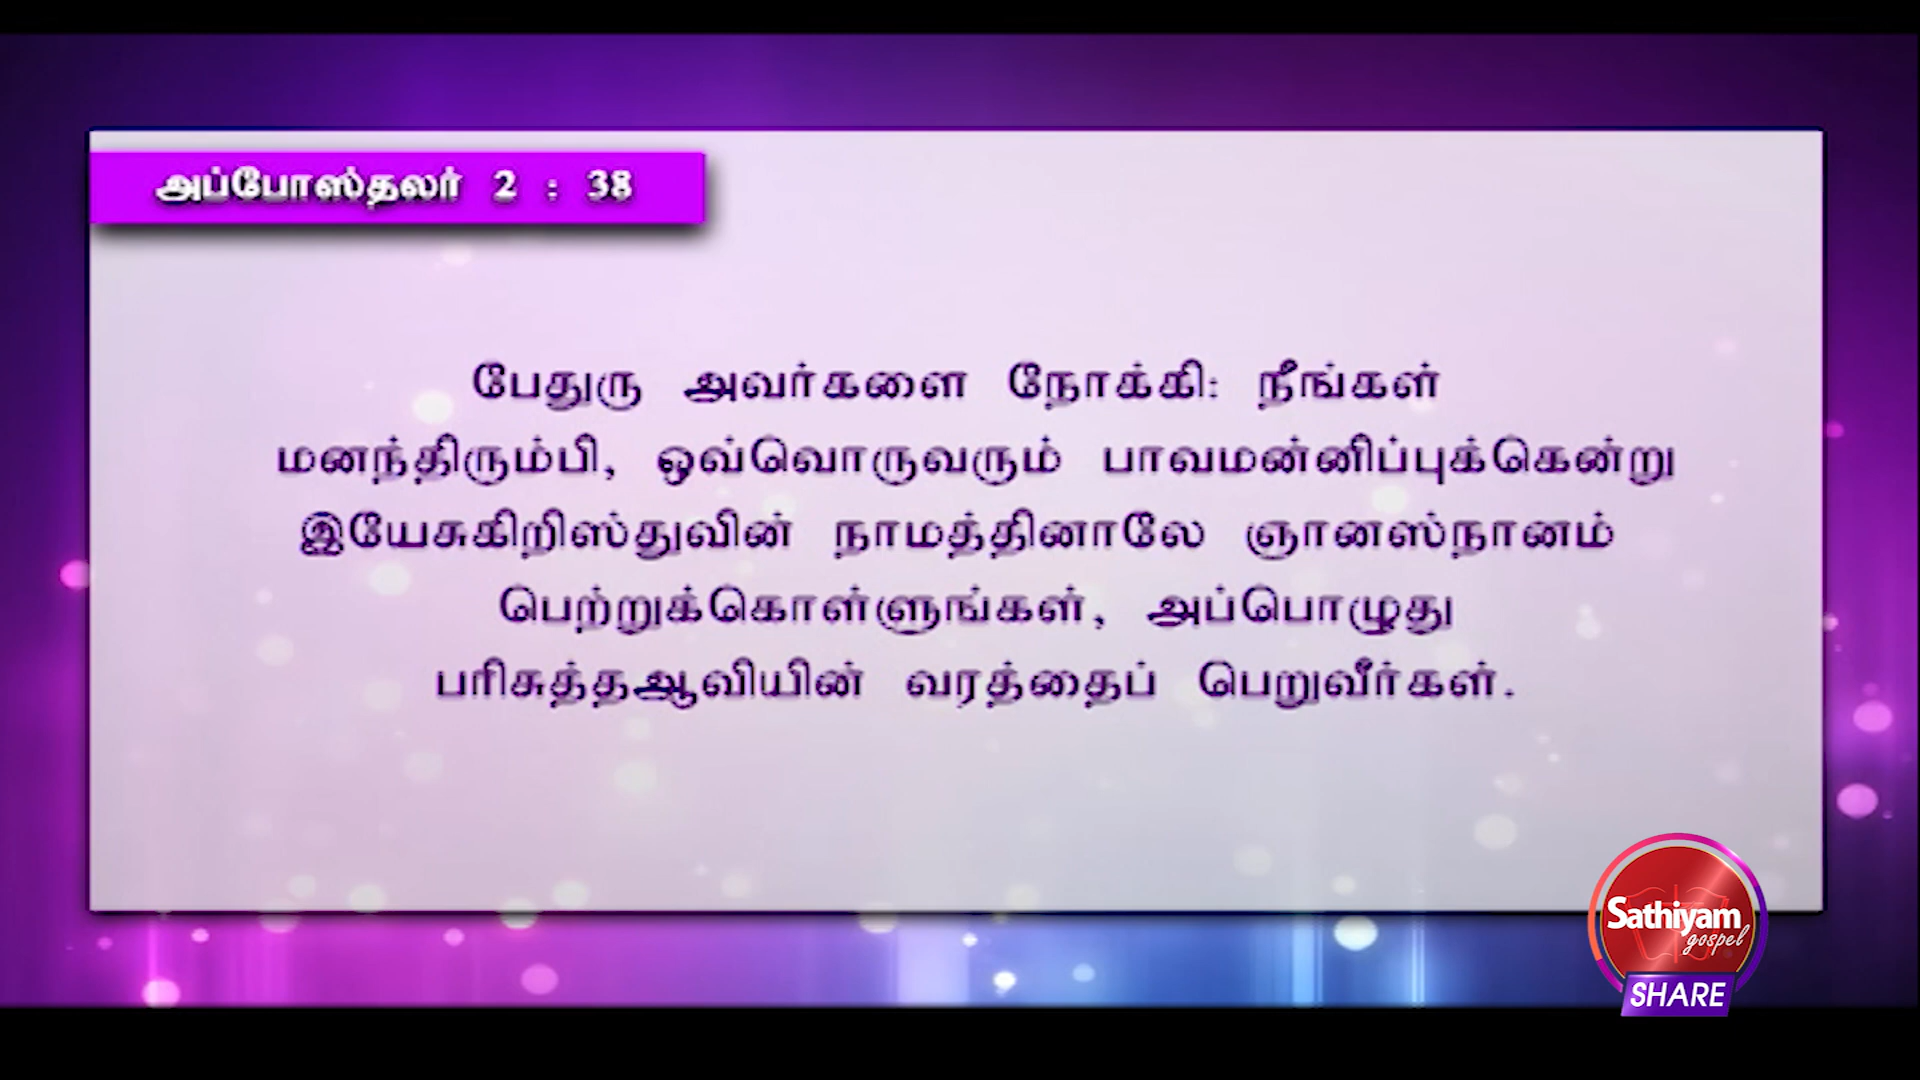 அப்போஸ்தலர் 2 : 38
பேதுரு அவர்களை நோக்கி: நீங்கள்
மனந்திரும்பி, ஒவ்வொருவரும் பாவமன்னிப்புக்கென்று
இயேசுகிறிஸ்துவின் நாமத்தினாலே ஞானஸ்நானம்
பெற்றுக்கொள்ளுங்கள், அப்பொழுது
பரிசுத்தஆவியின் வரத்தைப் பெறுவீர்கள்.
Sathiyam
gospel
SHARE